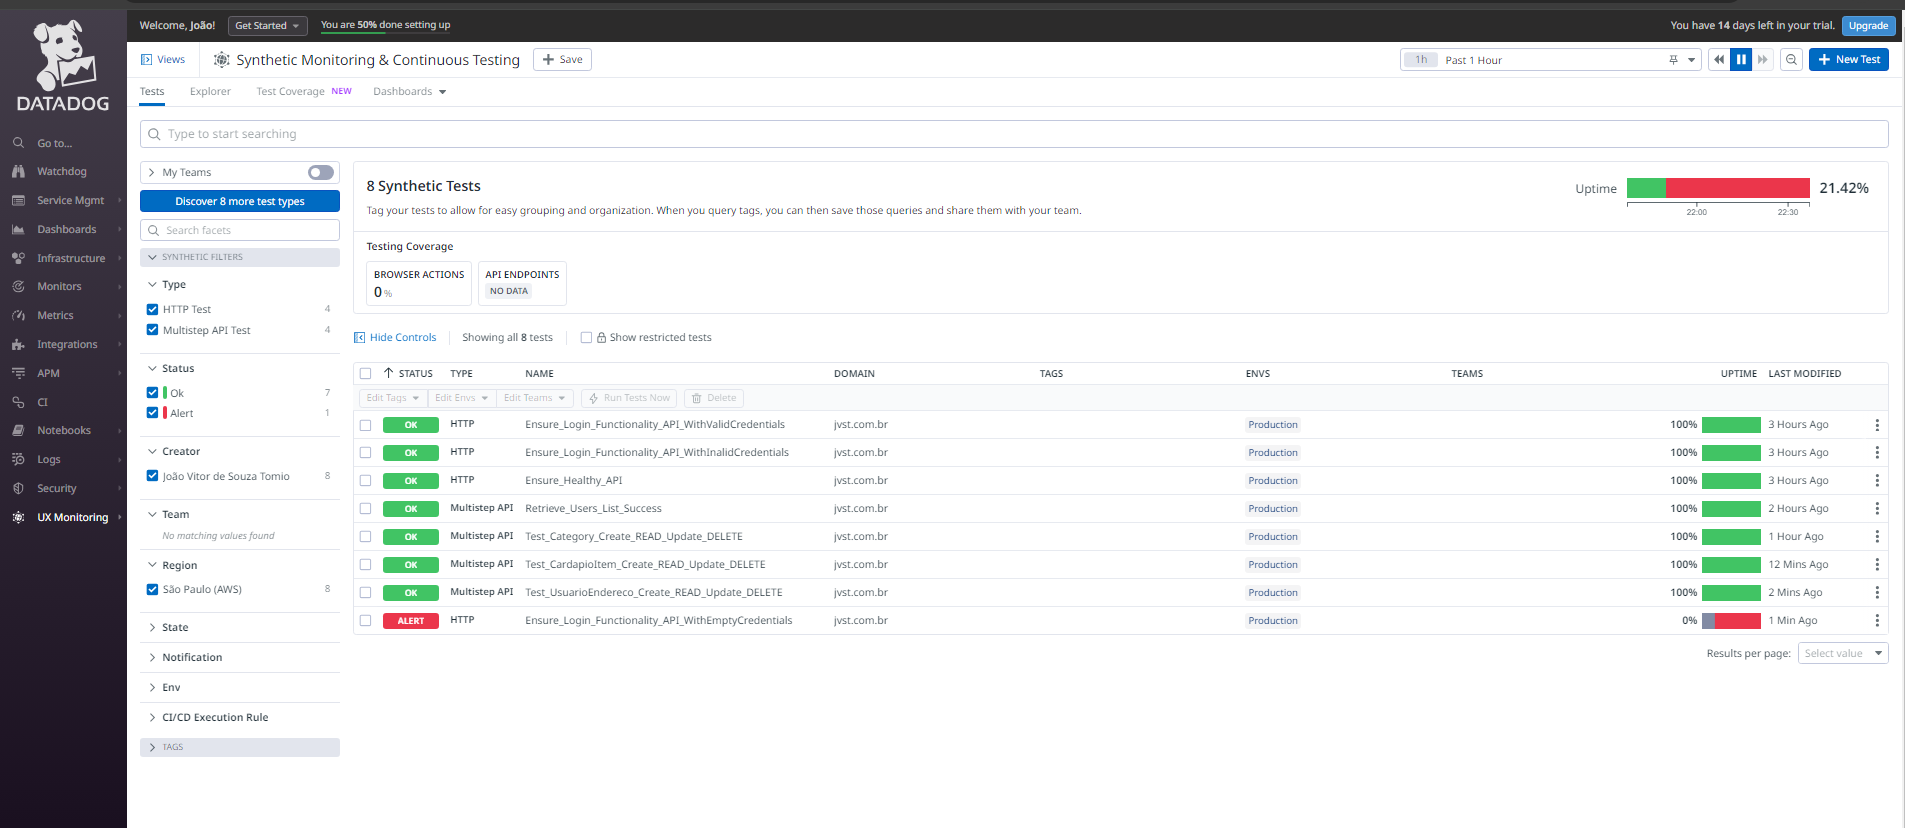 Welcome, João!
Get Started
You are 50% done setting up
You have 14 days left in your trial.
Upgrade
DATADOG
Go to...
Watchdog
Service Mgmt
Dashboards
Infrastructure
Monitors
Metrics
Integrations
APM
CI
Notebooks
Logs
Security
UX Monitoring
Views
Synthetic Monitoring & Continuous Testing
+ Save
1h Past 1 Hour
+ New Test
Tests
Explorer
Test Coverage NEW
Dashboards
Type to start searching
My Teams
Discover 8 more test types
Search facets
SYNTHETIC FILTERS
Type
HTTP Test 4
Multistep API Test 4
Status
Ok 7
Alert 1
Creator
João Vitor de Souza Tomio 8
Team
No matching values found
Region
São Paulo (AWS) 8
State
Notification
Env
CI/CD Execution Rule
TAGS
8 Synthetic Tests
Tag your tests to allow for easy grouping and organization. When you query tags, you can then save those queries and share them with your team.
Uptime 21.42%
22:00 22:30
Testing Coverage
BROWSER ACTIONS
0 %
API ENDPOINTS
NO DATA
Hide Controls
Showing all 8 tests
Show restricted tests
STATUS TYPE NAME DOMAIN TAGS ENVS TEAMS UPTIME LAST MODIFIED
Edit Tags Edit Envs Edit Teams Run Tests Now Delete
OK HTTP Ensure_Login_Functionality_API_WithValidCredentials jvst.com.br Production 100% 3 Hours Ago
OK HTTP Ensure_Login_Functionality_API_WithInalidCredentials jvst.com.br Production 100% 3 Hours Ago
OK HTTP Ensure_Healthy_API jvst.com.br Production 100% 3 Hours Ago
OK Multistep API Retrieve_Users_List_Success jvst.com.br Production 100% 2 Hours Ago
OK Multistep API Test_Category_Create_READ_Update_DELETE jvst.com.br Production 100% 1 Hour Ago
OK Multistep API Test_CardapioItem_Create_READ_Update_DELETE jvst.com.br Production 100% 12 Mins Ago
OK Multistep API Test_UsuarioEndereco_Create_READ_Update_DELETE jvst.com.br Production 100% 2 Mins Ago
ALERT HTTP Ensure_Login_Functionality_API_WithEmptyCredentials jvst.com.br Production 0% 1 Min Ago
Results per page: Select value